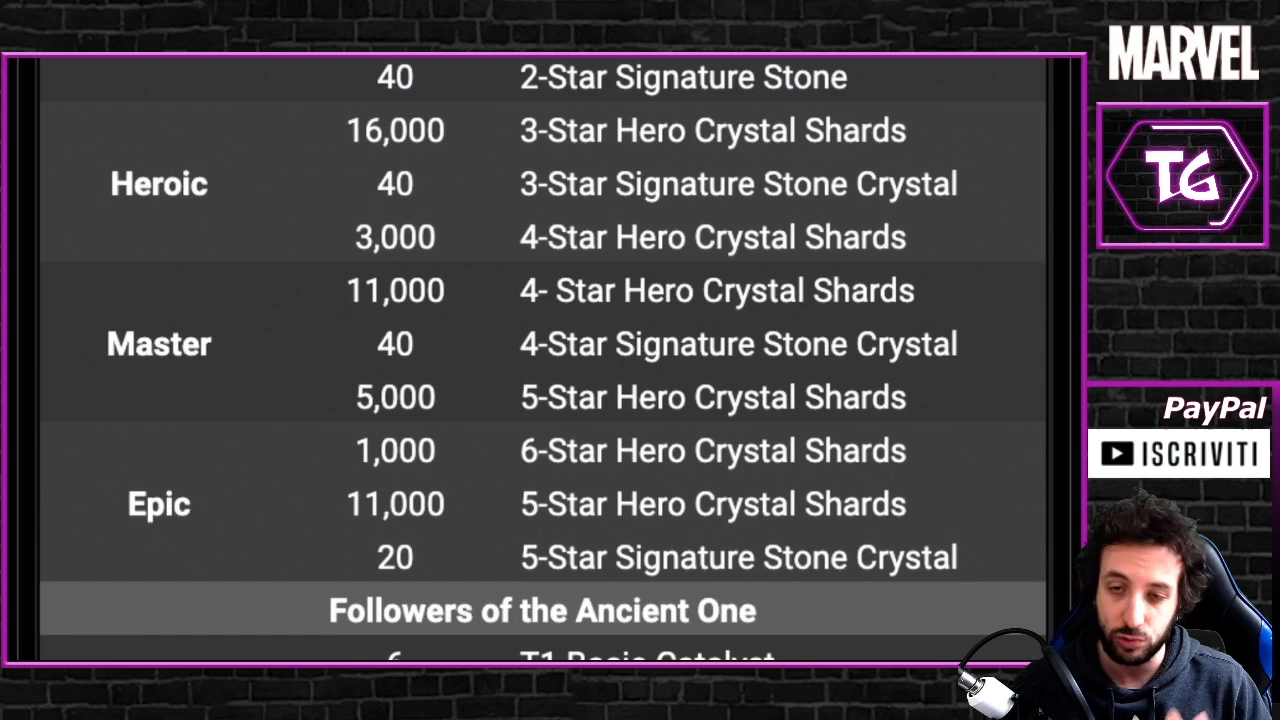 MARVEL
TG
40 2-Star Signature Stone
16,000 3-Star Hero Crystal Shards
Heroic 40 3-Star Signature Stone Crystal
3,000 4-Star Hero Crystal Shards
11,000 4- Star Hero Crystal Shards
Master 40 4-Star Signature Stone Crystal
5,000 5-Star Hero Crystal Shards
1,000 6-Star Hero Crystal Shards
Epic 11,000 5-Star Hero Crystal Shards
20 5-Star Signature Stone Crystal
Followers of the Ancient One
T1 Basic Catalyst
PayPal
ISCRIVITI